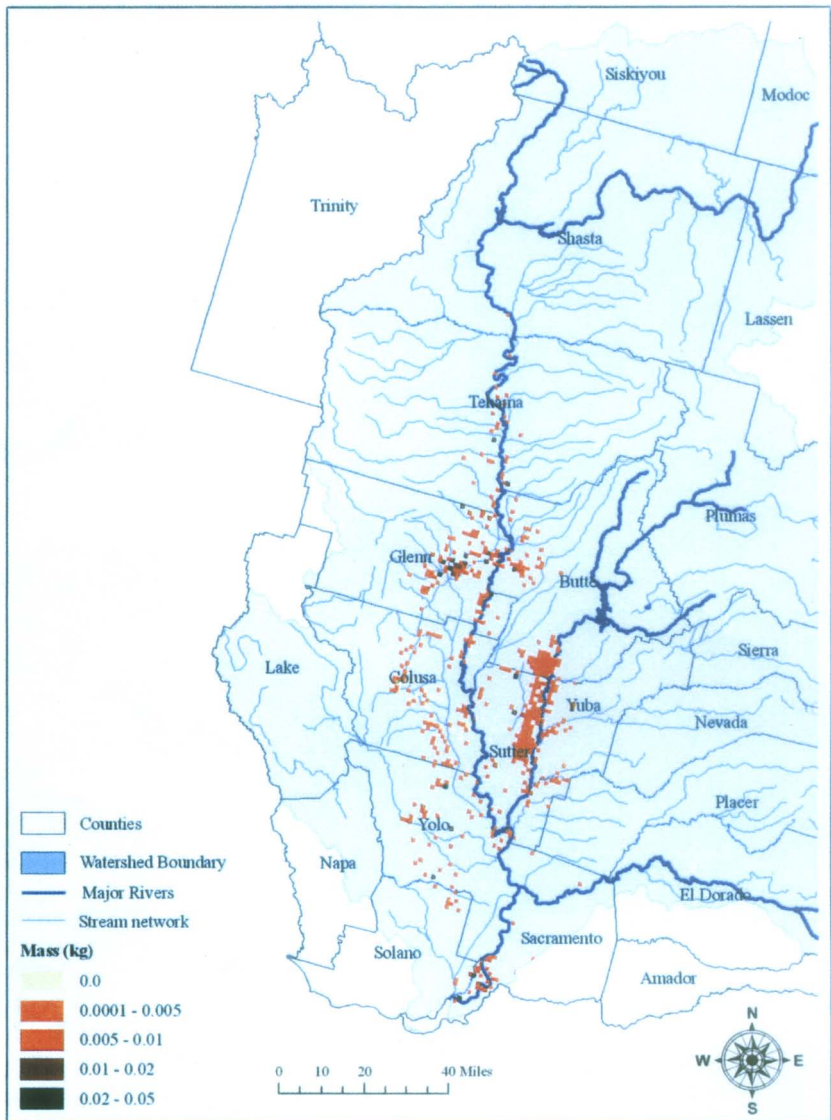 Siskiyou
Modoc
Trinity
Shasta
Lassen
Tehama
Plumas
Glenn
Butte
Lake
Colusa
Sierra
Yuba
Nevada
Sutter
Placer
Yolo
Napa
El Dorado
Solano
Sacramento
Amador
Counties
Watershed Boundary
Major Rivers
Stream network
Mass (kg)
0.0
0.0001 - 0.005
0.005 - 0.01
0.01 - 0.02
0.02 - 0.05
0 10 20 40 Miles
N
W E
S